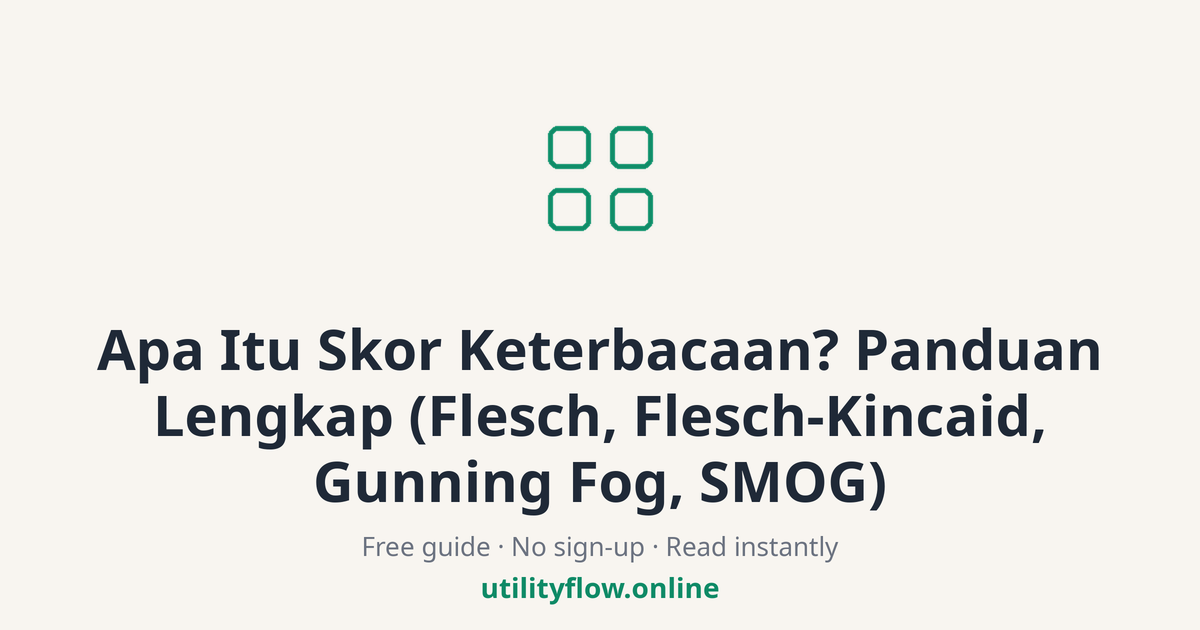 Apa Itu Skor Keterbacaan? Panduan
Lengkap (Flesch, Flesch-Kincaid,
Gunning Fog, SMOG)
Free guide · No sign-up · Read instantly
utilityflow.online